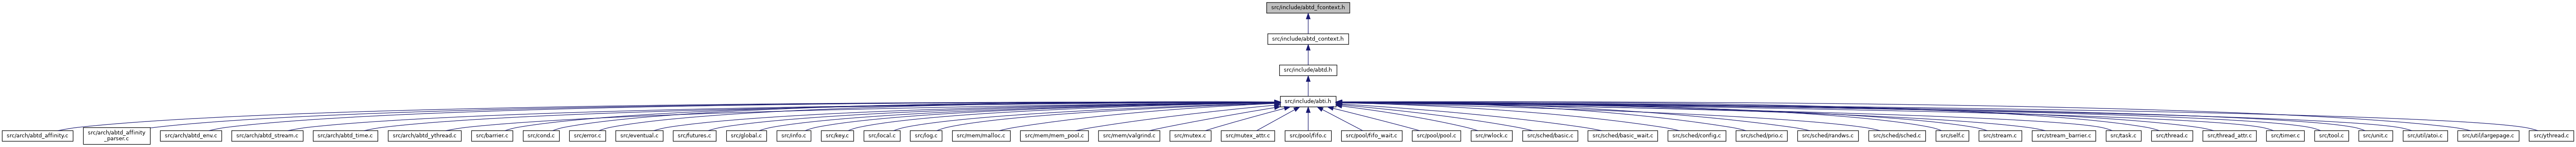 src/include/abtd_fcontext.h
src/include/abtd_context.h
src/include/abtd.h
src/include/abti.h
src/arch/abtd_affinity.c
src/arch/abtd_affinity
_parser.c
src/arch/abtd_env.c
src/arch/abtd_stream.c
src/arch/abtd_time.c
src/arch/abtd_ythread.c
src/barrier.c
src/cond.c
src/error.c
src/eventual.c
src/futures.c
src/global.c
src/info.c
src/key.c
src/local.c
src/log.c
src/mem/malloc.c
src/mem/mem_pool.c
src/mem/valgrind.c
src/mutex.c
src/mutex_attr.c
src/pool/fifo.c
src/pool/fifo_wait.c
src/pool/pool.c
src/rwlock.c
src/sched/basic.c
src/sched/basic_wait.c
src/sched/config.c
src/sched/prio.c
src/sched/randws.c
src/sched/sched.c
src/self.c
src/stream.c
src/stream_barrier.c
src/task.c
src/thread.c
src/thread_attr.c
src/timer.c
src/tool.c
src/unit.c
src/util/atoi.c
src/util/largepage.c
src/ythread.c